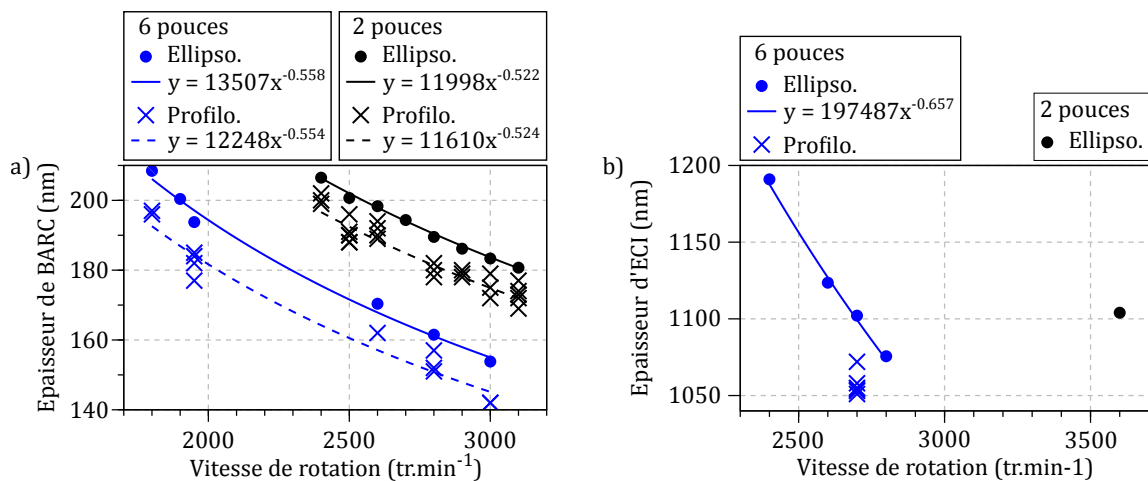 6 pouces
Ellipso.
y = 13507x^-0.558
Profilo.
y = 12248x^-0.554
2 pouces
Ellipso.
y = 11998x^-0.522
Profilo.
y = 11610x^-0.524
a)
Epaisseur de BARC (nm)
200
180
160
140
2000
2500
3000
Vitesse de rotation (tr.min^-1)
6 pouces
Ellipso.
y = 197487x^-0.657
Profilo.
2 pouces
Ellipso.
b)
Epaisseur d'ECI (nm)
1200
1150
1100
1050
2500
3000
3500
Vitesse de rotation (tr.min-1)